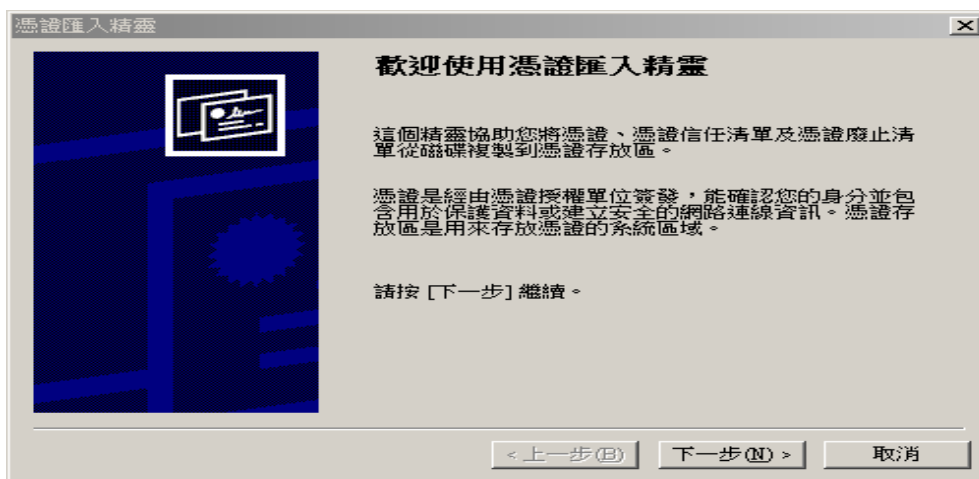 憑證匯入精靈
歡迎使用憑證匯入精靈
這個精靈協助您將憑證、憑證信任清單及憑證廢止清
單從磁碟複製到憑證存放區。
憑證是經由憑證授權單位簽發，能確認您的身分並包
含用於保護資料或建立安全的網路連線資訊。憑證存
放區是用來存放憑證的系統區域。
請按 [下一步] 繼續。
< 上一步(B) 下一步(N) > 取消